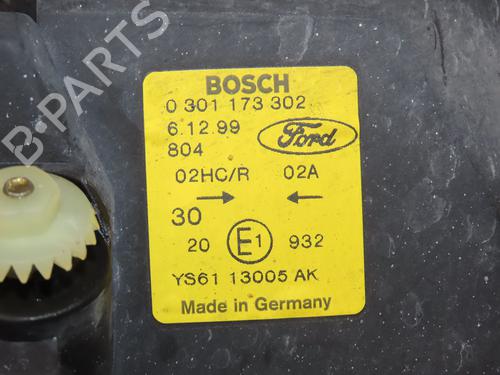 B-PARTS
BOSCH
0 301 173 302
6.12.99
Ford
804
02HC/R 02A
30
20 E1 932
YS61 13005 AK
Made in Germany